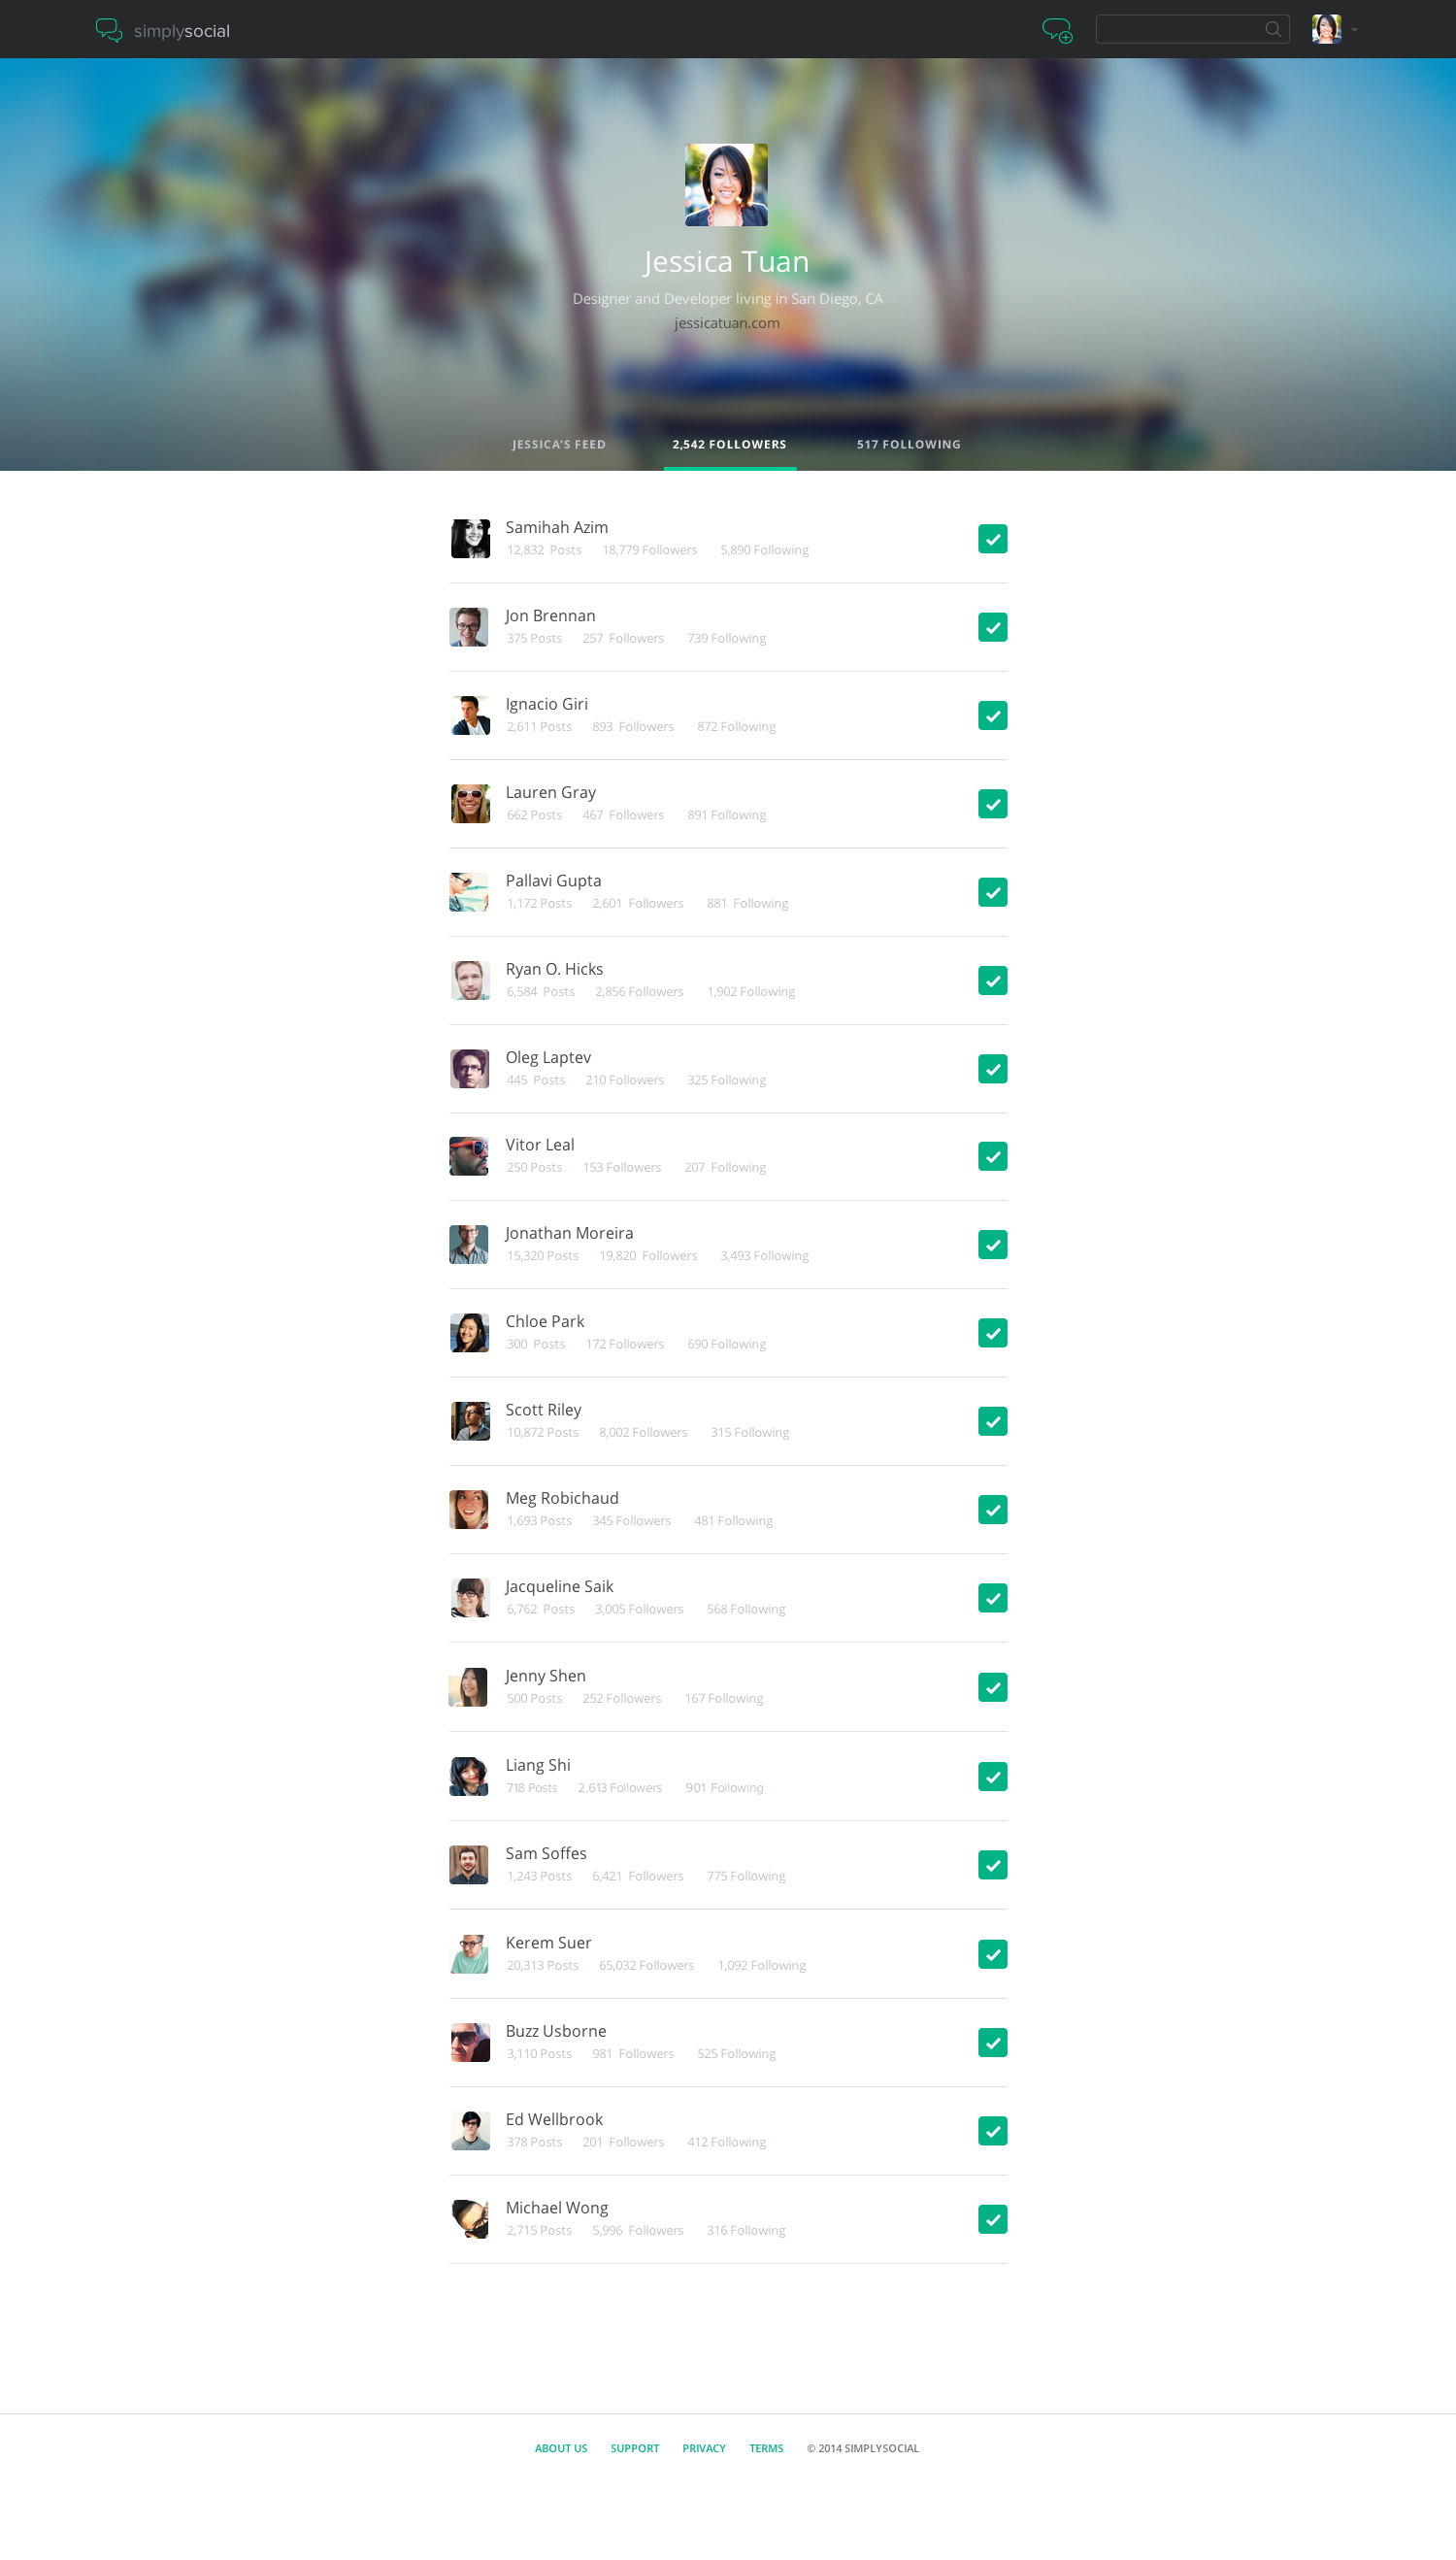 simplysocial
Jessica Tuan
Designer and Developer living in San Diego, CA
jessicatuan.com
JESSICA'S FEED 2,542 FOLLOWERS 517 FOLLOWING
Samihah Azim
12,832 Posts 18,779 Followers 5,890 Following
Jon Brennan
375 Posts 257 Followers 739 Following
Ignacio Giri
2,611 Posts 893 Followers 872 Following
Lauren Gray
662 Posts 467 Followers 891 Following
Pallavi Gupta
1,172 Posts 2,601 Followers 881 Following
Ryan O. Hicks
6,584 Posts 2,856 Followers 1,902 Following
Oleg Laptev
445 Posts 210 Followers 325 Following
Vitor Leal
250 Posts 153 Followers 207 Following
Jonathan Moreira
15,320 Posts 19,820 Followers 3,493 Following
Chloe Park
300 Posts 172 Followers 690 Following
Scott Riley
10,872 Posts 8,002 Followers 315 Following
Meg Robichaud
1,693 Posts 345 Followers 481 Following
Jacqueline Saik
6,762 Posts 3,005 Followers 568 Following
Jenny Shen
500 Posts 252 Followers 167 Following
Liang Shi
718 Posts 2,613 Followers 901 Following
Sam Soffes
1,243 Posts 6,421 Followers 775 Following
Kerem Suer
20,313 Posts 65,032 Followers 1,092 Following
Buzz Usborne
3,110 Posts 981 Followers 525 Following
Ed Wellbrook
378 Posts 201 Followers 412 Following
Michael Wong
2,715 Posts 5,996 Followers 316 Following
ABOUT US SUPPORT PRIVACY TERMS © 2014 SIMPLYSOCIAL